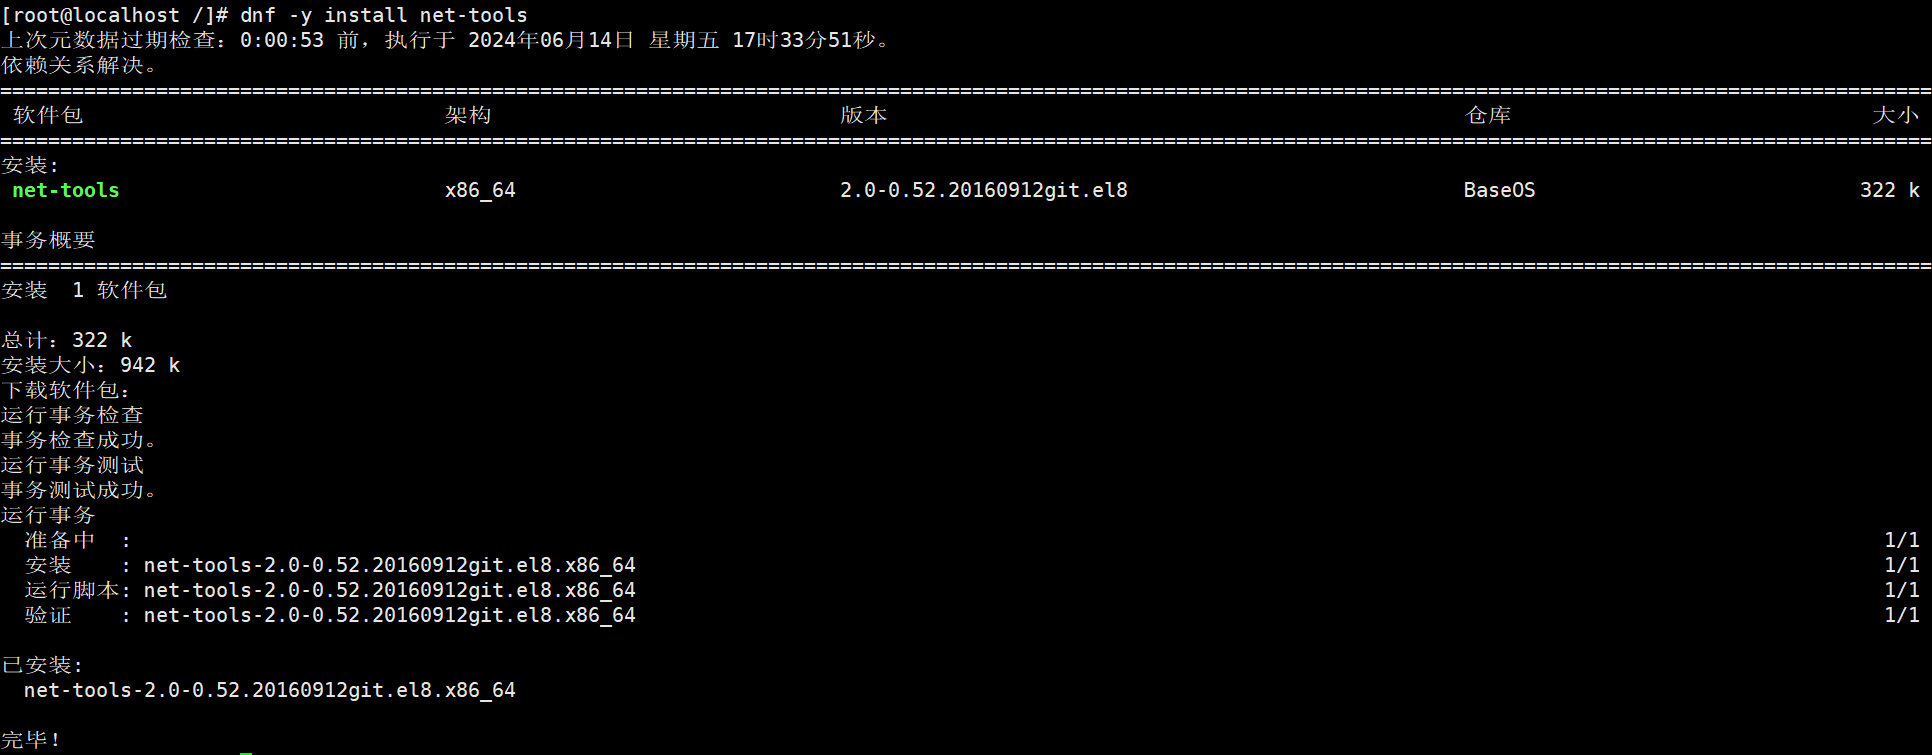 [root@localhost /]# dnf -y install net-tools
上次元数据过期检查：0:00:53 前，执行于 2024年06月14日 星期五 17时33分51秒。
依赖关系解决。
================================================================================================================================================================
软件包 架构 版本 仓库 大小
================================================================================================================================================================
安装:
net-tools x86_64 2.0-0.52.20160912git.el8 BaseOS 322 k
事务概要
================================================================================================================================================================
安装  1 软件包
总计：322 k
安装大小：942 k
下载软件包：
运行事务检查
事务检查成功。
运行事务测试
事务测试成功。
运行事务
准备中  : 1/1
安装    : net-tools-2.0-0.52.20160912git.el8.x86_64 1/1
运行脚本: net-tools-2.0-0.52.20160912git.el8.x86_64 1/1
验证    : net-tools-2.0-0.52.20160912git.el8.x86_64 1/1
已安装:
net-tools-2.0-0.52.20160912git.el8.x86_64
完毕！